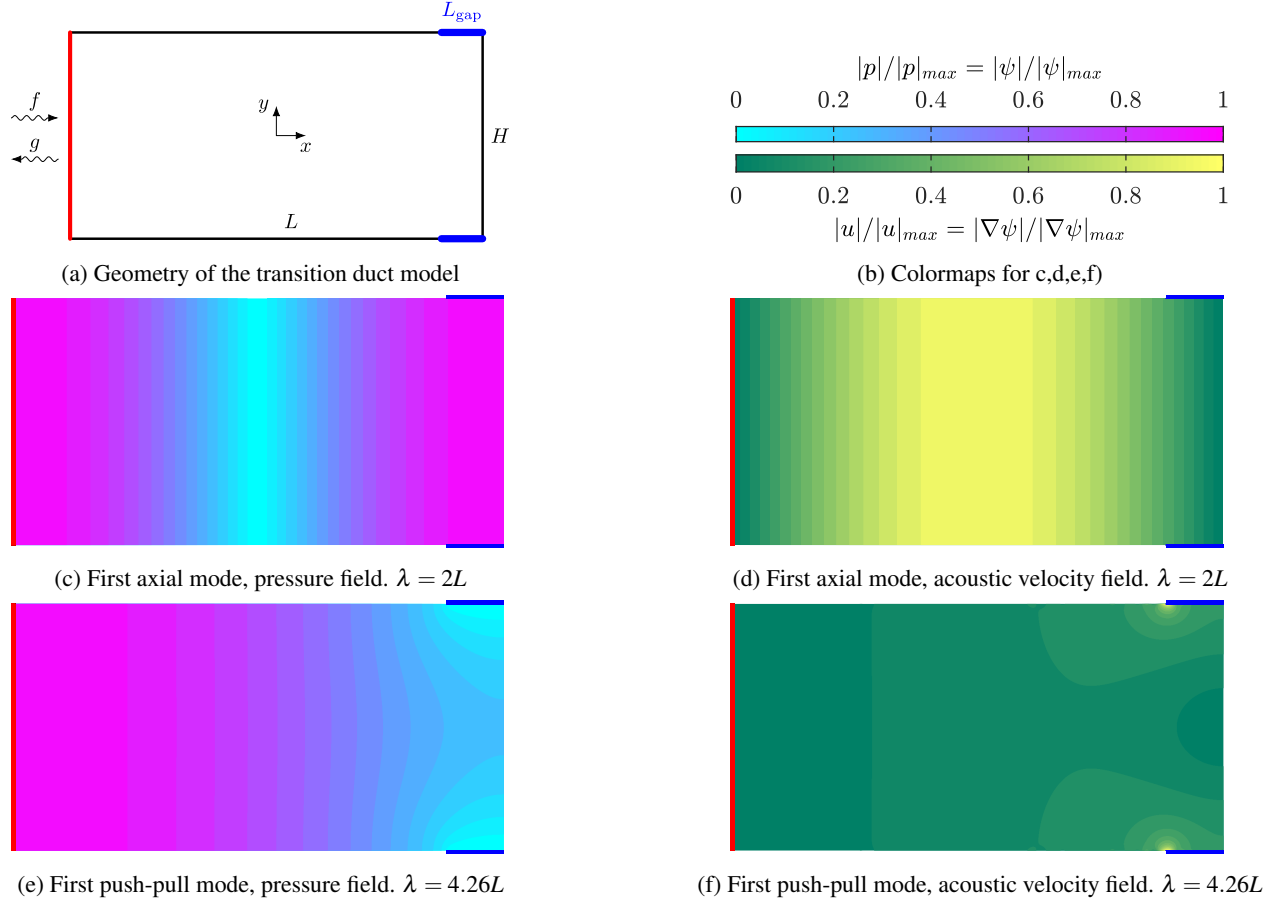 L_gap
f
g
y
x
H
L
(a) Geometry of the transition duct model
|p|/|p|_max = |ψ|/|ψ|_max
0 0.2 0.4 0.6 0.8 1
0 0.2 0.4 0.6 0.8 1
|u|/|u|_max = |∇ψ|/|∇ψ|_max
(b) Colormaps for c,d,e,f)
(c) First axial mode, pressure field. λ = 2L
(d) First axial mode, acoustic velocity field. λ = 2L
(e) First push-pull mode, pressure field. λ = 4.26L
(f) First push-pull mode, acoustic velocity field. λ = 4.26L